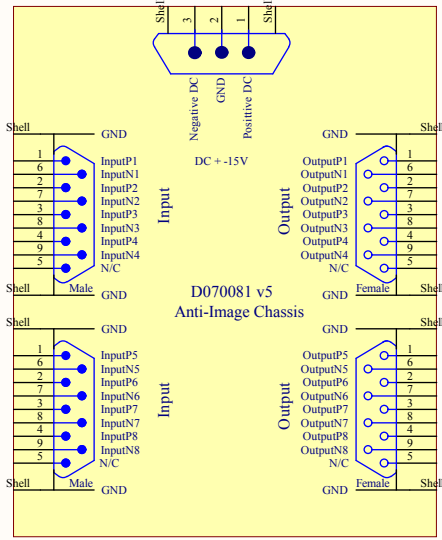 Shell 3 2 1 Shell
Negative DC
GND
Posittive DC
DC + -15V
Shell GND
1 InputP1
6 InputN1
2 InputP2
7 InputN2
3 InputP3
8 InputN3
4 InputP4
9 InputN4
5 N/C
Input
Shell Male GND
GND Shell
OutputP1 1
OutputN1 6
OutputP2 2
OutputN2 7
OutputP3 3
OutputN3 8
OutputP4 4
OutputN4 9
N/C 5
Output
GND Female Shell
D070081 v5
Anti-Image Chassis
Shell GND
1 InputP5
6 InputN5
2 InputP6
7 InputN6
3 InputP7
8 InputN7
4 InputP8
9 InputN8
5 N/C
Input
Shell Male GND
GND Shell
OutputP5 1
OutputN5 6
OutputP6 2
OutputN6 7
OutputP7 3
OutputN7 8
OutputP8 4
OutputN8 9
N/C 5
Output
GND Female Shell